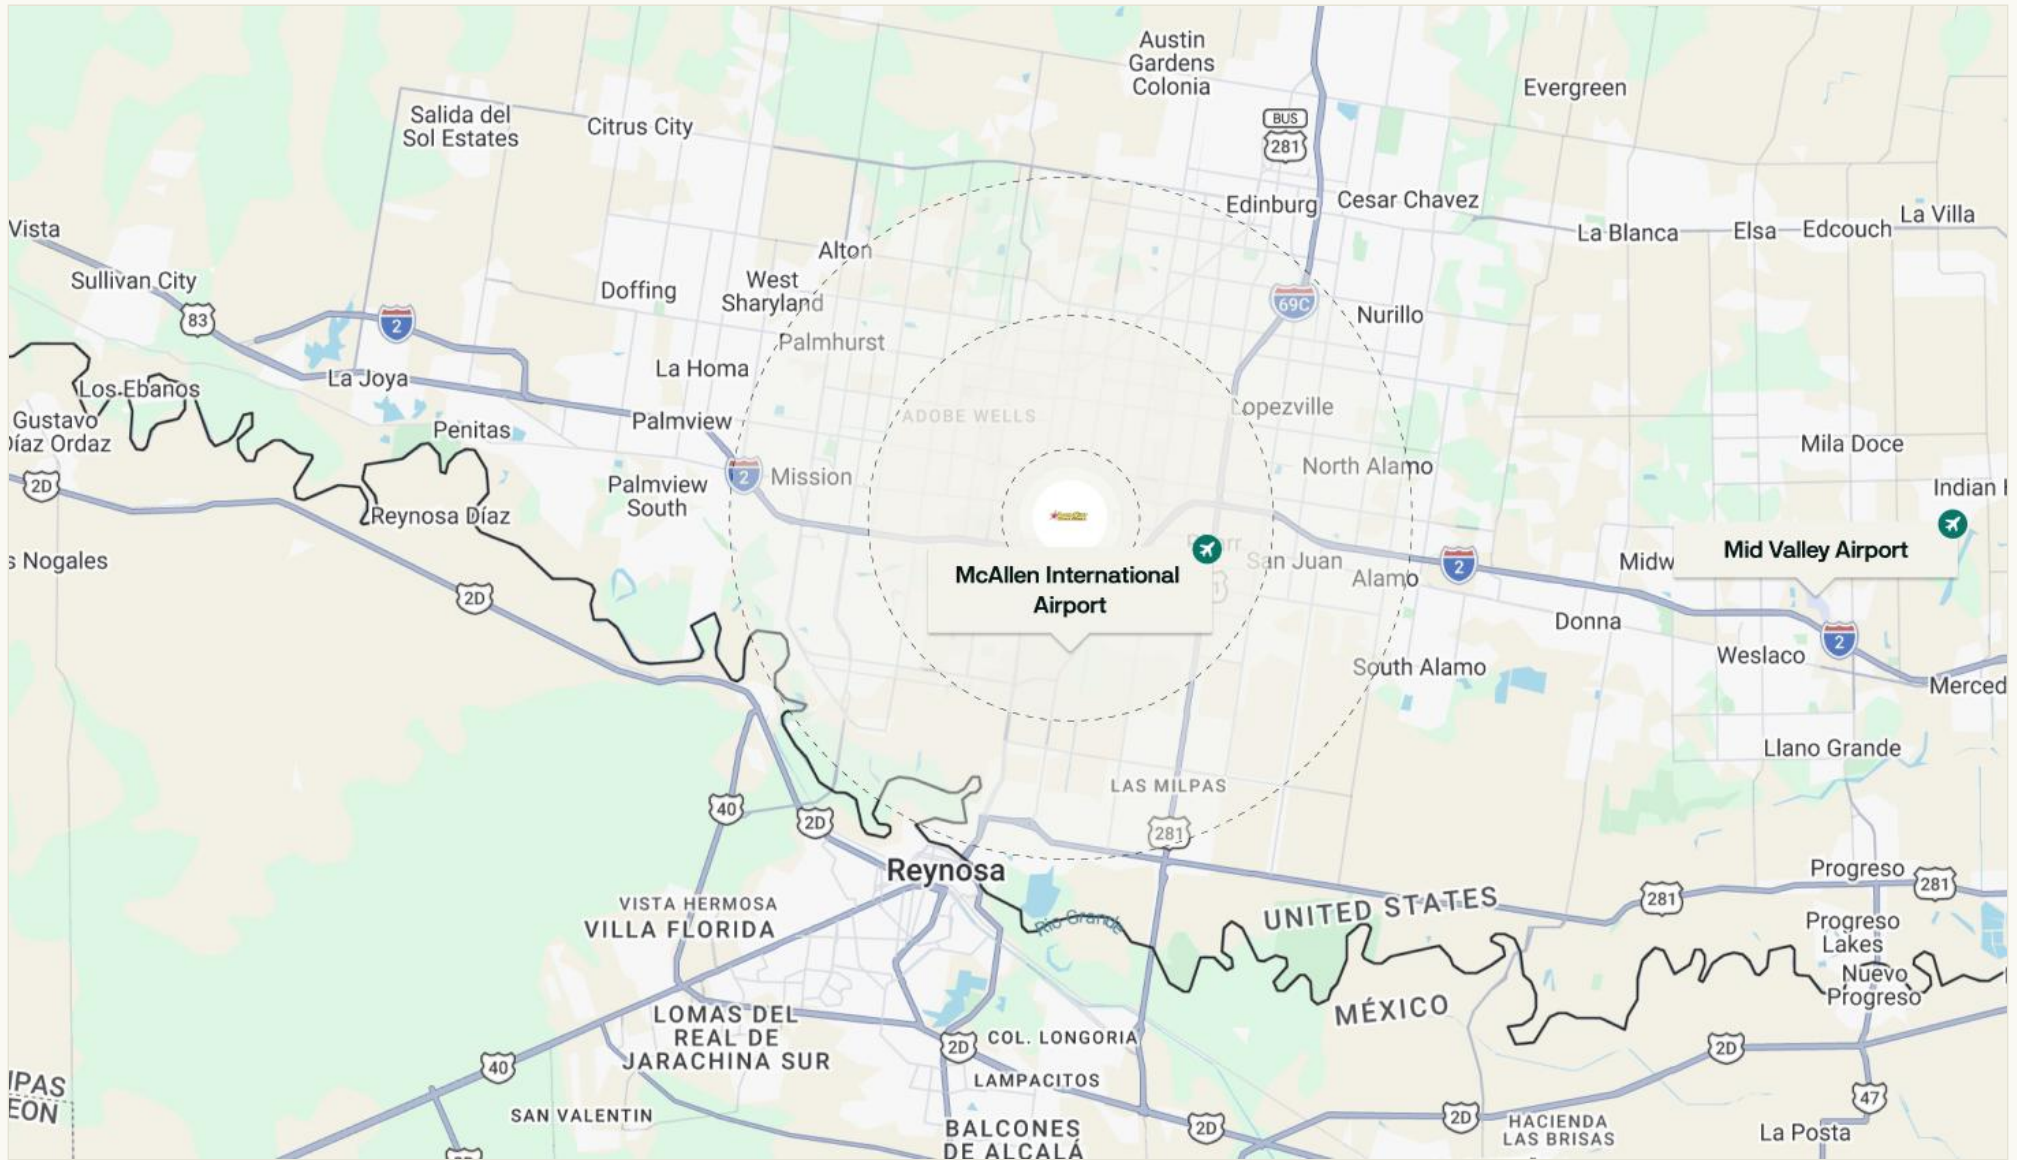 Austin
Gardens
Colonia
Evergreen
Salida del
Sol Estates
Citrus City
BUS
281
Edinburg
Cesar Chavez
La Villa
Vista
La Blanca
Elsa
Edcouch
Alton
Sullivan City
Doffing
West
Sharyland
69C
Nurillo
83
2
Palmhurst
La Homa
La Joya
Los Ebanos
Lopezville
ADOBE WELLS
Gustavo
Díaz Ordaz
Penitas
Palmview
Mila Doce
North Alamo
2
Mission
2D
Palmview
South
Indian
Reynosa Díaz
s Nogales
San Juan
Alamo
2
Midw
Mid Valley Airport
McAllen International
Airport
2D
Donna
2
Weslaco
South Alamo
Merced
Llano Grande
LAS MILPAS
40
2D
281
Reynosa
Progreso
281
281
VISTA HERMOSA
VILLA FLORIDA
Rio Grande
UNITED STATES
Progreso
Lakes
Nuevo
Progreso
MÉXICO
LOMAS DEL
REAL DE
JARACHINA SUR
2D
COL. LONGORIA
2D
40
LAMPACITOS
IPAS
EON
47
SAN VALENTIN
BALCONES
DE ALCALÁ
2D
2D
HACIENDA
LAS BRISAS
La Posta